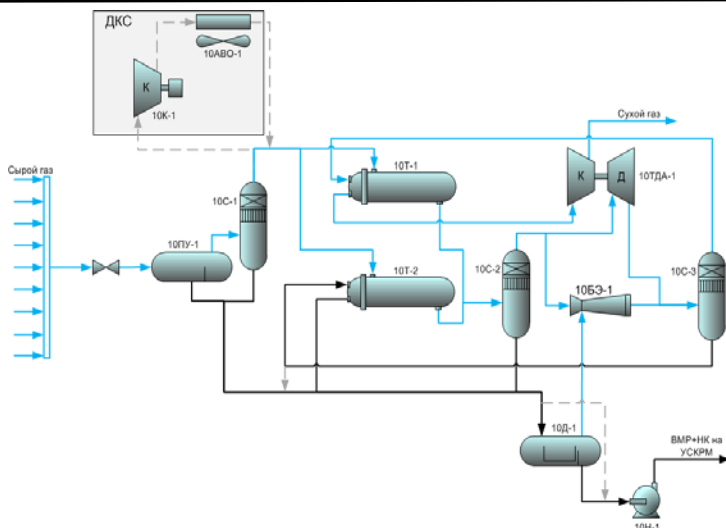 ДКС
10АВО-1
К
10К-1
Сухой газ
Сырой газ
10Т-1
К
Д
10ТДА-1
10С-1
10ПУ-1
10Т-2
10С-2
10БЭ-1
10С-3
10Д-1
ВМР+НК на
УСКРМ
10Н-1